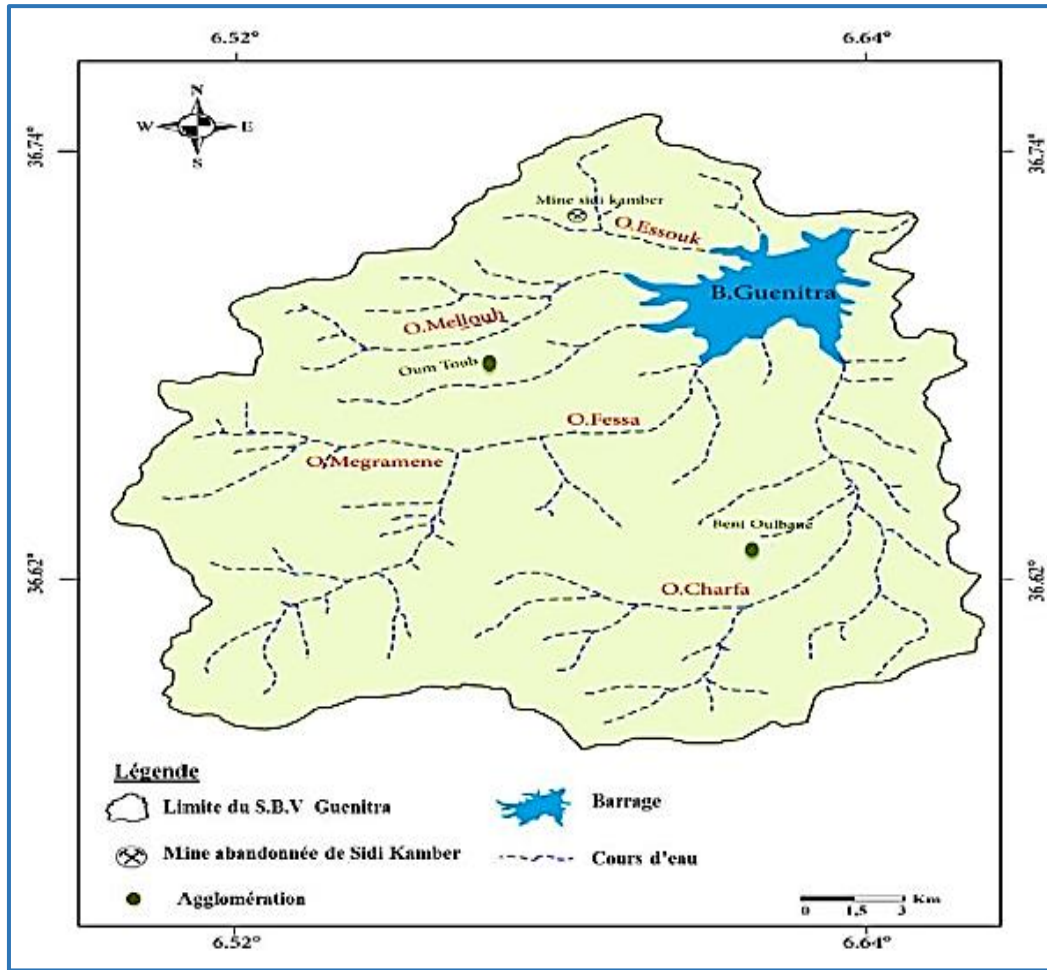 6.52° 6.64°
N
W E
S
36.74° 36.74°
Mine sidi kamber
O.Essouk
B.Guenitra
O.Mellouh
Oum Toub
O.Fessa
O.Megramene
Beni Oulbane
36.62° 36.62°
O.Charfa
Légende
Limite du S.B.V Guenitra
Barrage
Mine abandonnée de Sidi Kamber
Cours d'eau
Agglomération
Km
0 1,5 3
6.52° 6.64°